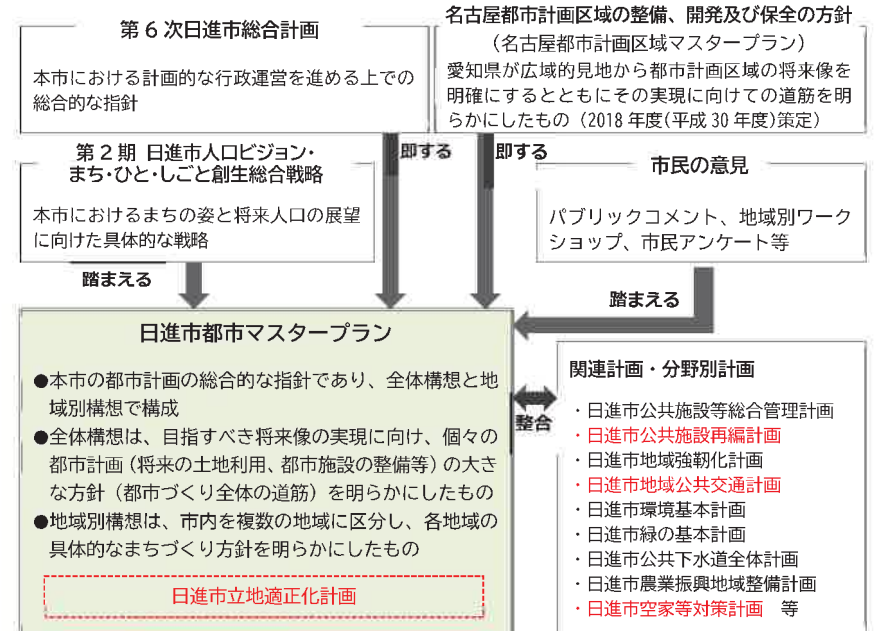 第6次日進市総合計画
本市における計画的な行政運営を進める上での
総合的な指針
名古屋都市計画区域の整備、開発及び保全の方針
（名古屋都市計画区域マスタープラン）
愛知県が広域的見地から都市計画区域の将来像を
明確にするとともにその実現に向けての道筋を明
らかにしたもの（2018年度(平成30年度)策定）
即する
即する
第2期 日進市人口ビジョン・
まち・ひと・しごと創生総合戦略
本市におけるまちの姿と将来人口の展望
に向けた具体的な戦略
踏まえる
市民の意見
パブリックコメント、地域別ワーク
ショップ、市民アンケート等
踏まえる
日進市都市マスタープラン
●本市の都市計画の総合的な指針であり、全体構想と地
域別構想で構成
●全体構想は、目指すべき将来像の実現に向け、個々の
都市計画（将来の土地利用、都市施設の整備等）の大き
な方針（都市づくり全体の道筋）を明らかにしたもの
●地域別構想は、市内を複数の地域に区分し、各地域の
具体的なまちづくり方針を明らかにしたもの
日進市立地適正化計画
整合
関連計画・分野別計画
・日進市公共施設等総合管理計画
・日進市公共施設再編計画
・日進市地域強靭化計画
・日進市地域公共交通計画
・日進市環境基本計画
・日進市緑の基本計画
・日進市公共下水道全体計画
・日進市農業振興地域整備計画
・日進市空家等対策計画　等